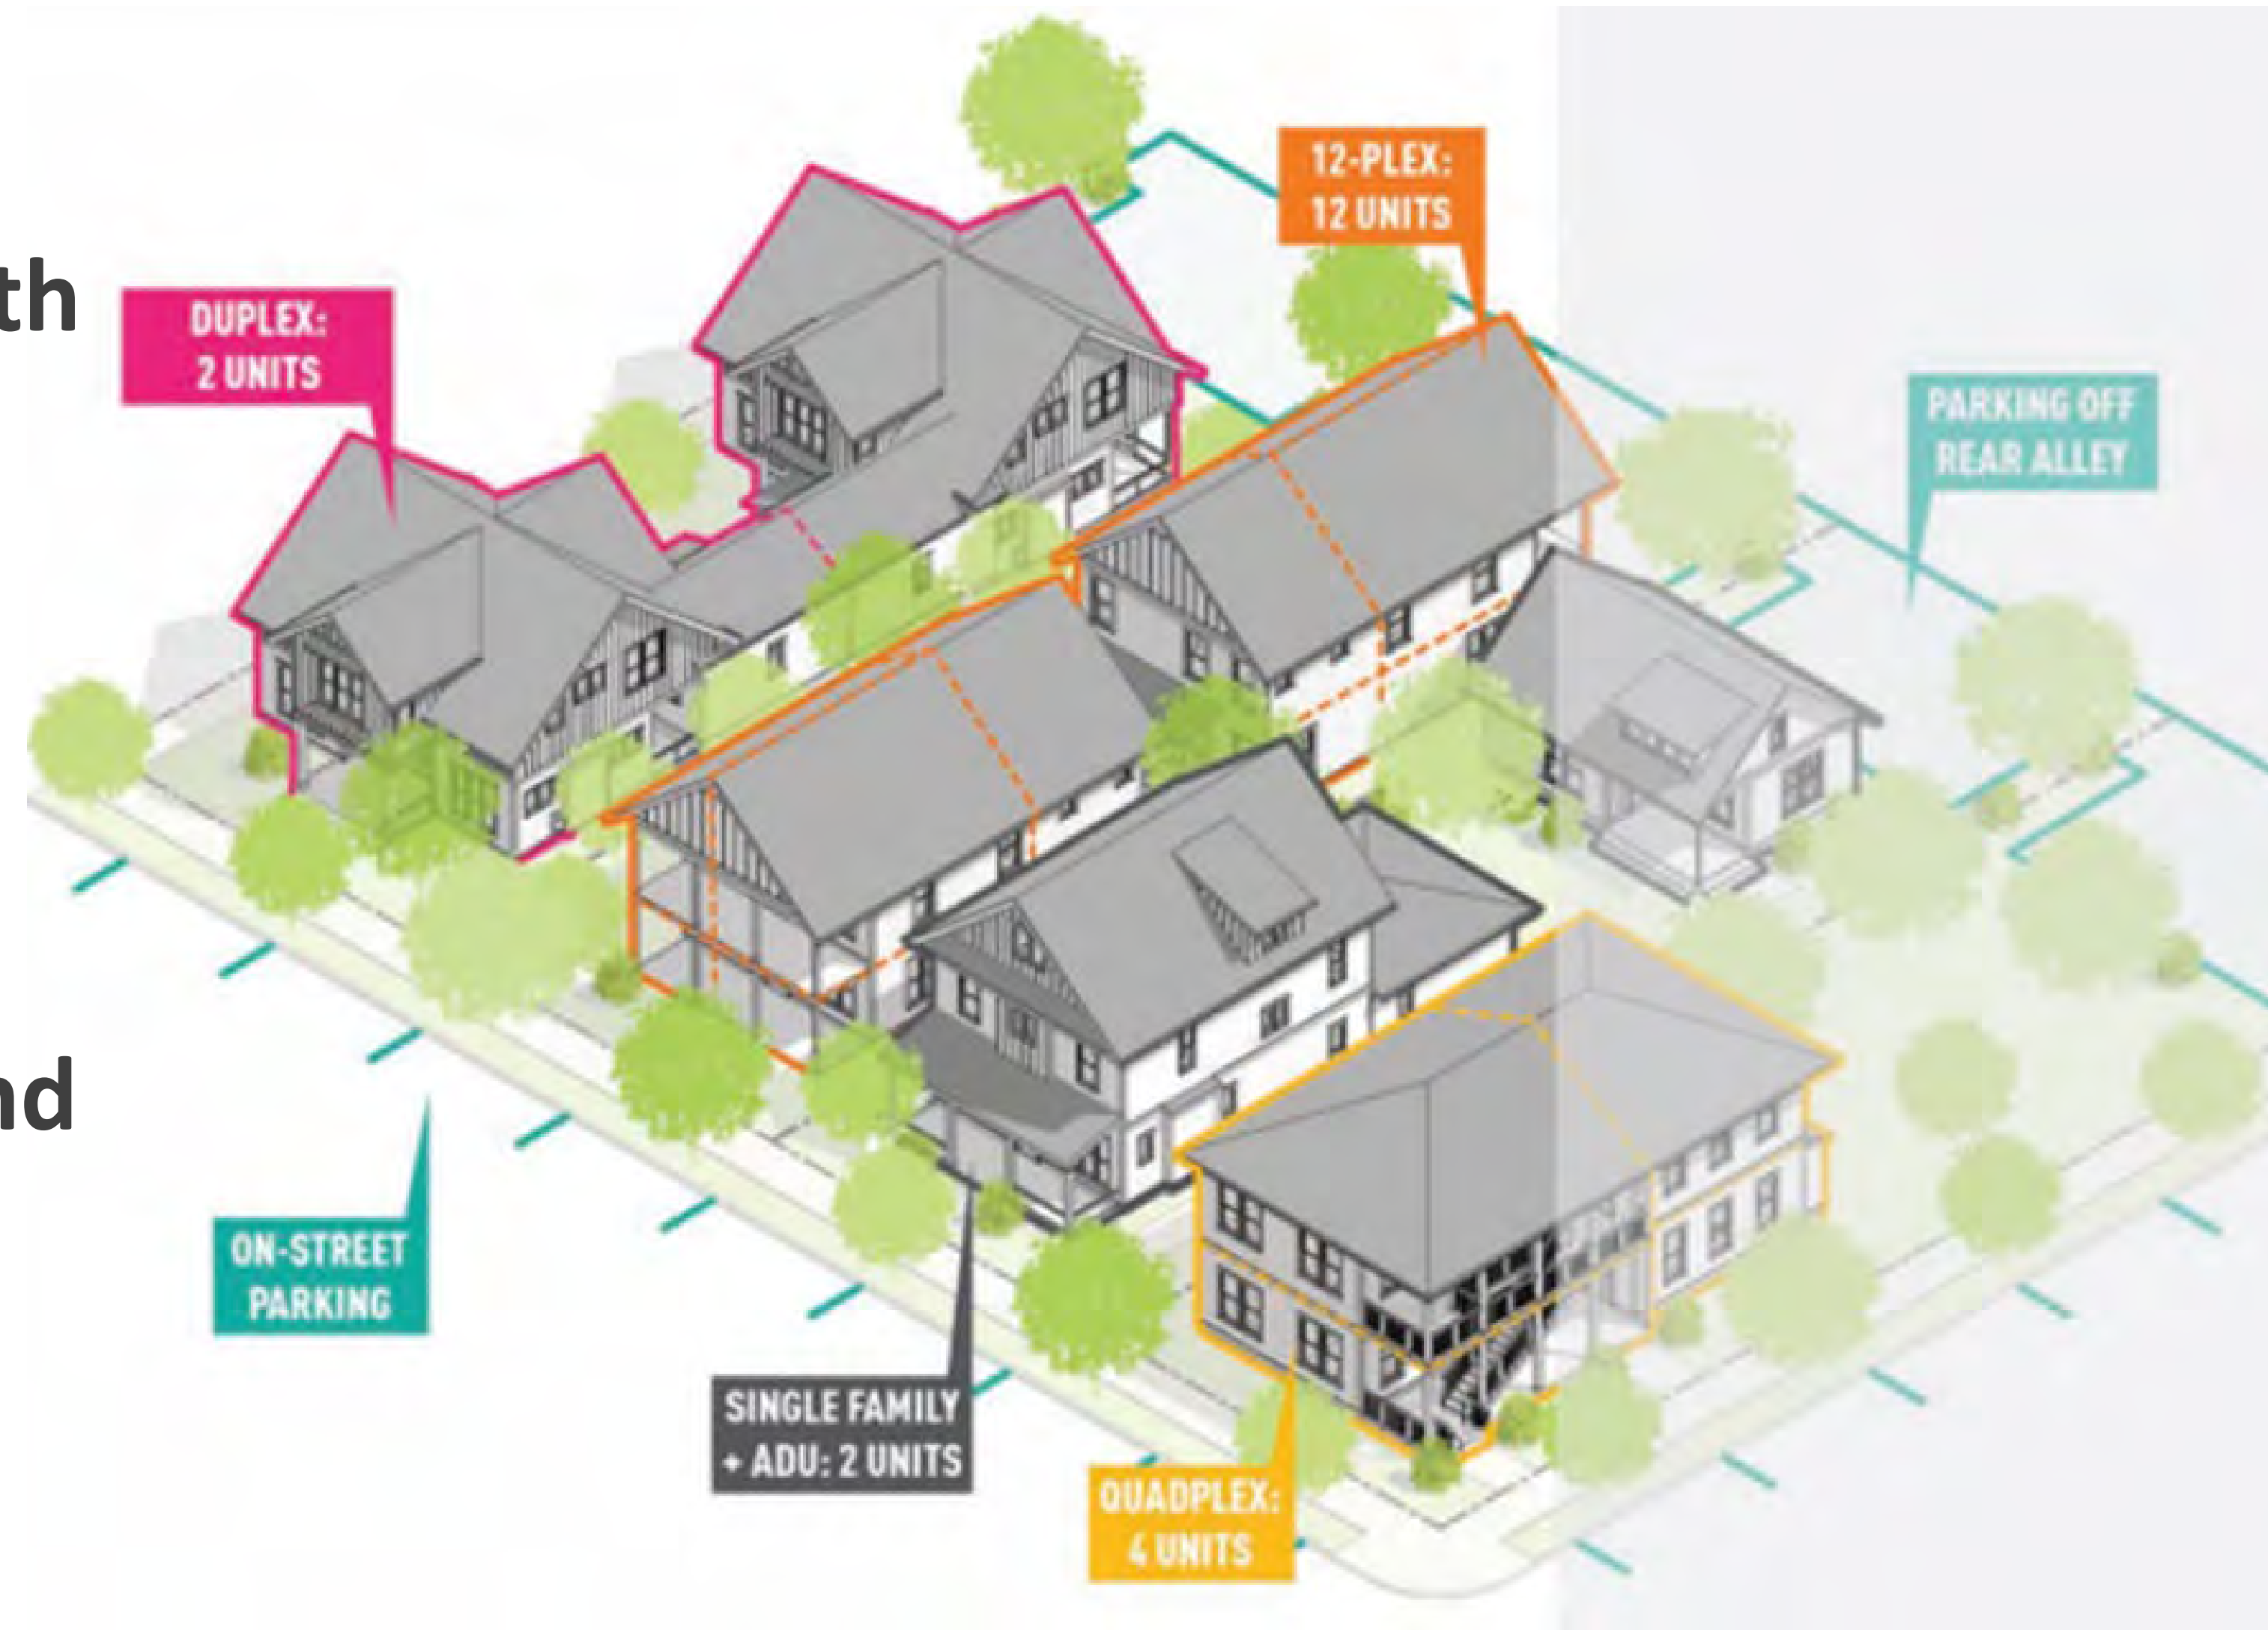 th
12-PLEX:
12 UNITS
DUPLEX:
2 UNITS
PARKING OFF
REAR ALLEY
nd
ON-STREET
PARKING
SINGLE FAMILY
+ ADU: 2 UNITS
QUADPLEX:
4 UNITS